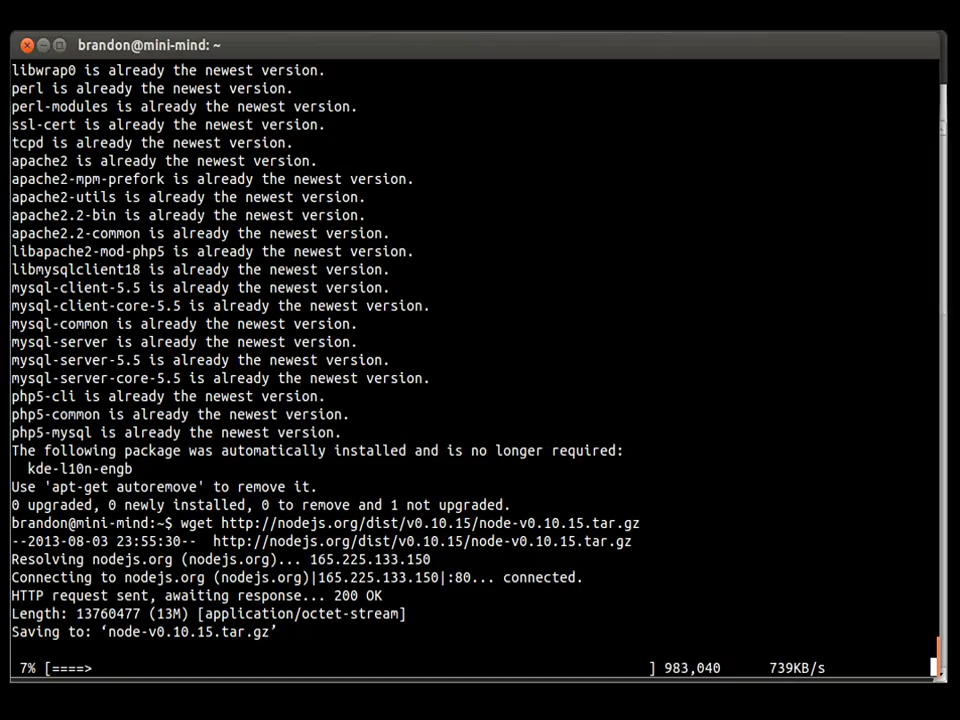 brandon@mini-mind: ~
libwrap0 is already the newest version.
perl is already the newest version.
perl-modules is already the newest version.
ssl-cert is already the newest version.
tcpd is already the newest version.
apache2 is already the newest version.
apache2-mpm-prefork is already the newest version.
apache2-utils is already the newest version.
apache2.2-bin is already the newest version.
apache2.2-common is already the newest version.
libapache2-mod-php5 is already the newest version.
libmysqlclient18 is already the newest version.
mysql-client-5.5 is already the newest version.
mysql-client-core-5.5 is already the newest version.
mysql-common is already the newest version.
mysql-server is already the newest version.
mysql-server-5.5 is already the newest version.
mysql-server-core-5.5 is already the newest version.
php5-cli is already the newest version.
php5-common is already the newest version.
php5-mysql is already the newest version.
The following package was automatically installed and is no longer required:
  kde-l10n-engb
Use 'apt-get autoremove' to remove it.
0 upgraded, 0 newly installed, 0 to remove and 1 not upgraded.
brandon@mini-mind:~$ wget http://nodejs.org/dist/v0.10.15/node-v0.10.15.tar.gz
--2013-08-03 23:55:30--  http://nodejs.org/dist/v0.10.15/node-v0.10.15.tar.gz
Resolving nodejs.org (nodejs.org)... 165.225.133.150
Connecting to nodejs.org (nodejs.org)|165.225.133.150|:80... connected.
HTTP request sent, awaiting response... 200 OK
Length: 13760477 (13M) [application/octet-stream]
Saving to: ‘node-v0.10.15.tar.gz’
7% [====>                                                                     ] 983,040      739KB/s